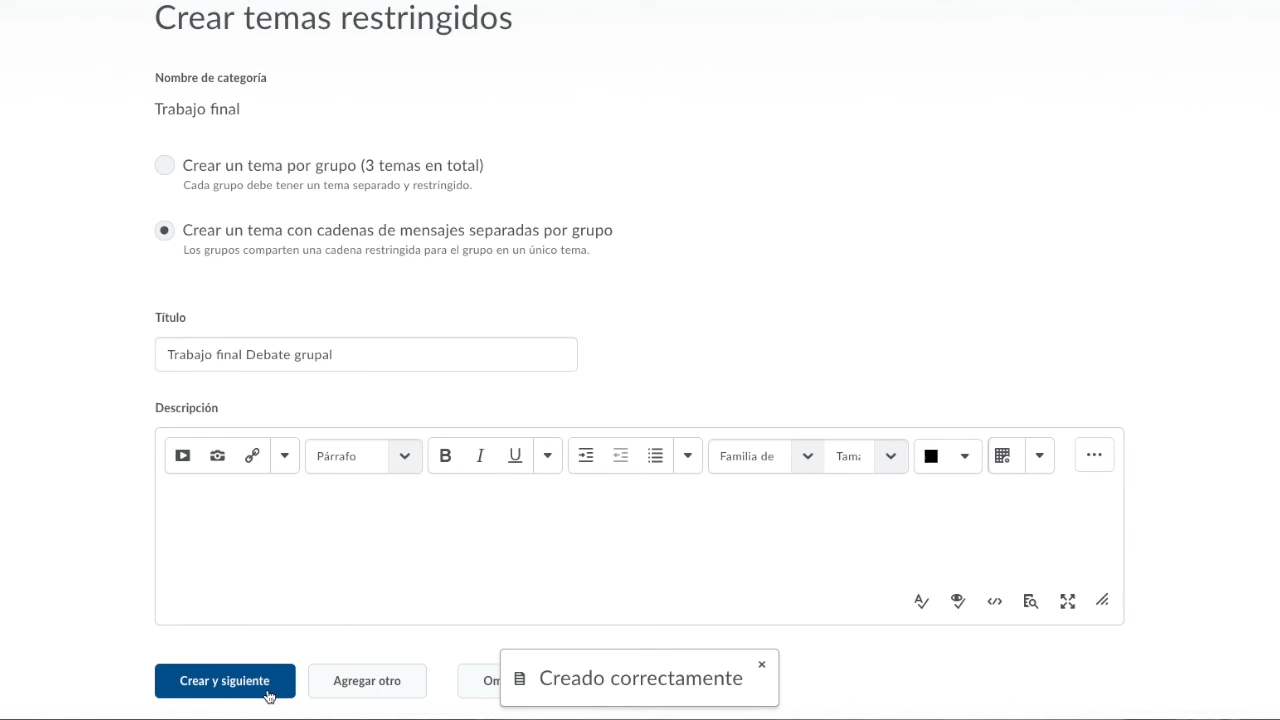 Crear temas restringidos
Nombre de categoría
Trabajo final
Crear un tema por grupo (3 temas en total)
Cada grupo debe tener un tema separado y restringido.
Crear un tema con cadenas de mensajes separadas por grupo
Los grupos comparten una cadena restringida para el grupo en un único tema.
Título
Trabajo final Debate grupal
Descripción
Párrafo B I U Familia de
Crear y siguiente Agregar otro Creado correctamente